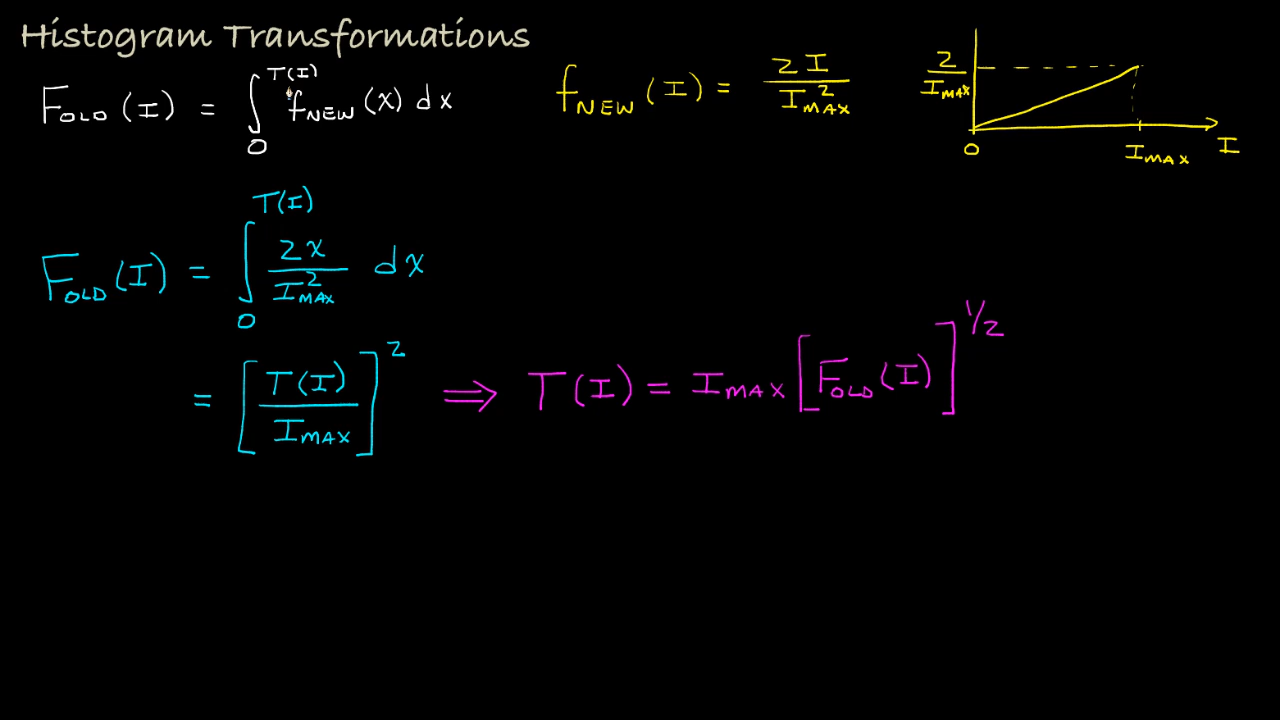 Histogram Transformations
F_OLD (I) = ∫_0^T(I) f_NEW (x) dx
f_NEW (I) = 2I / I_MAX^2
2 / I_MAX
0 I_MAX I
F_OLD (I) = ∫_0^T(I) 2x / I_MAX^2 dx
= [T(I) / I_MAX]^2 ⟹ T(I) = I_MAX [F_OLD (I)]^1/2